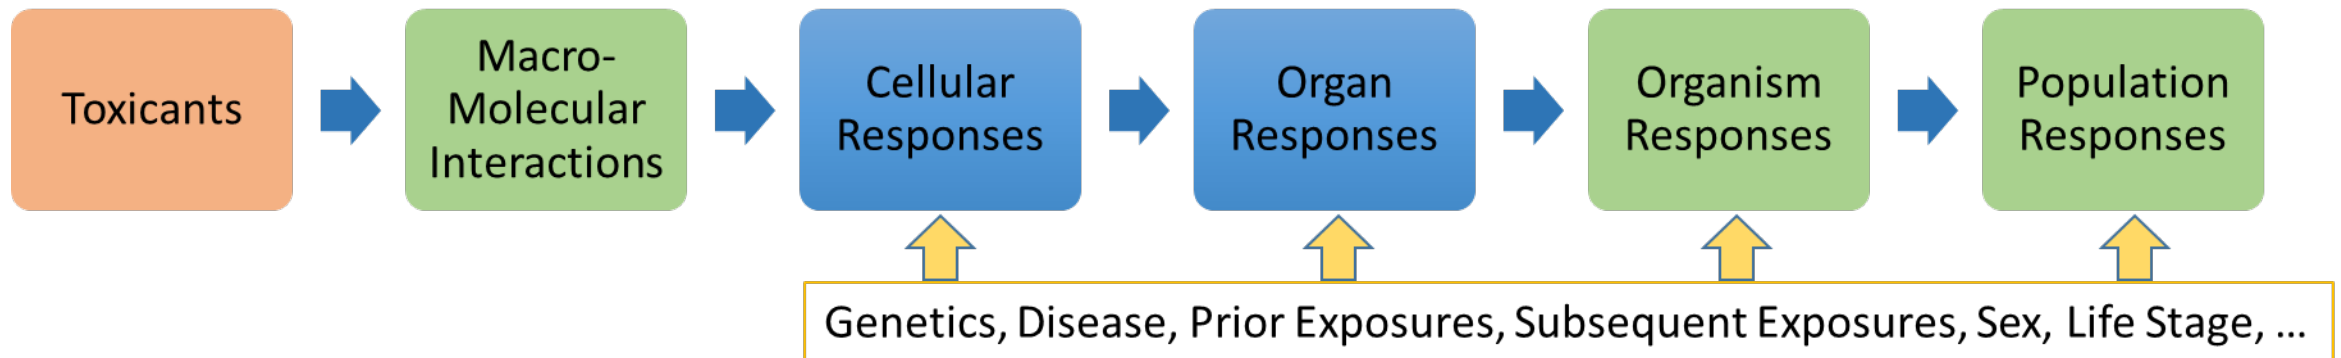 Toxicants
Macro-
Molecular
Interactions
Cellular
Responses
Organ
Responses
Organism
Responses
Population
Responses
Genetics, Disease, Prior Exposures, Subsequent Exposures, Sex, Life Stage, ...